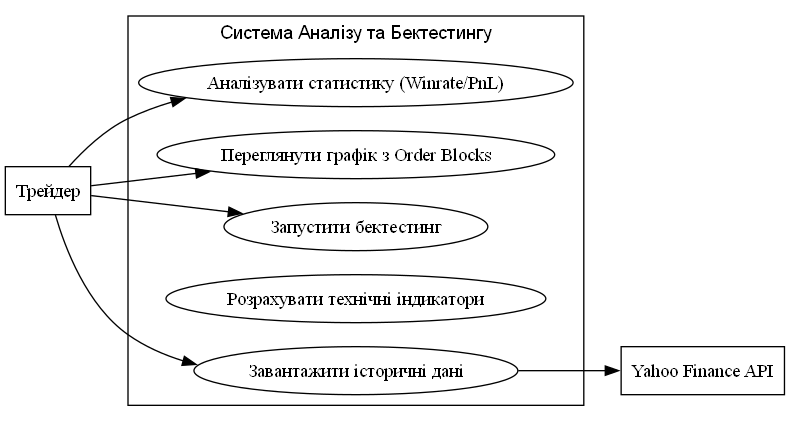 Система Аналізу та Бектестингу
Аналізувати статистику (Winrate/PnL)
Переглянути графік з Order Blocks
Трейдер
Запустити бектестинг
Розрахувати технічні індикатори
Завантажити історичні дані
Yahoo Finance API